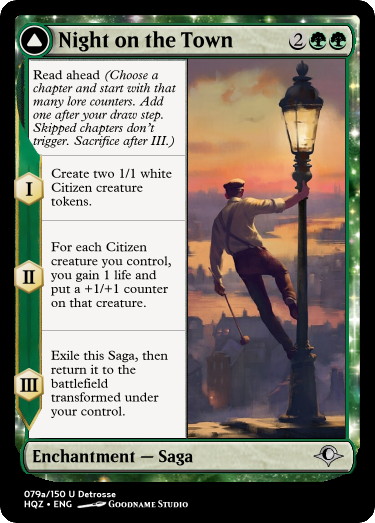 Night on the Town 2
Read ahead (Choose a
chapter and start with that
many lore counters. Add
one after your draw step.
Skipped chapters don't
trigger. Sacrifice after III.)
I
Create two 1/1 white
Citizen creature
tokens.
II
For each Citizen
creature you control,
you gain 1 life and
put a +1/+1 counter
on that creature.
III
Exile this Saga, then
return it to the
battlefield
transformed under
your control.
Enchantment — Saga
079a/150 U Detrosse
HQZ • ENG Goodname Studio